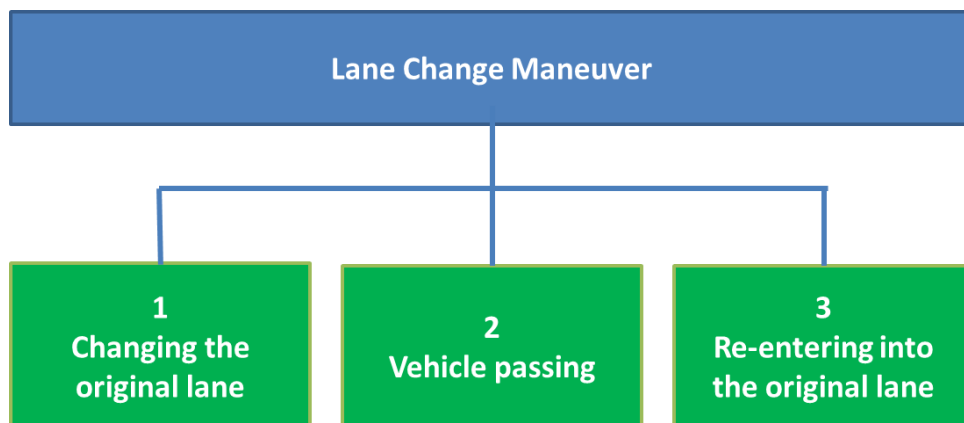 Lane Change Maneuver
1
Changing the
original lane
2
Vehicle passing
3
Re-entering into
the original lane